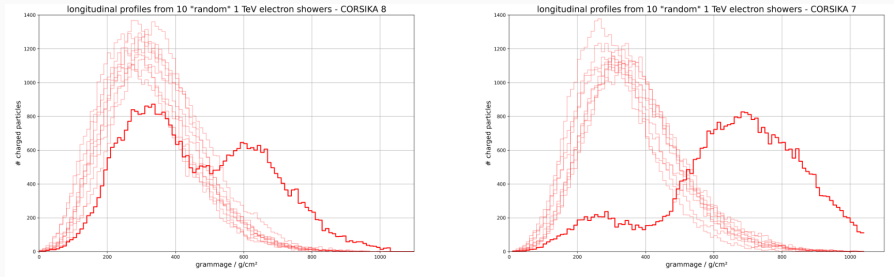 longitudinal profiles from 10 "random" 1 TeV electron showers - CORSIKA 8
1400
1200
1000
800
600
400
200
0
# charged particles
0 200 400 600 800 1000
grammage / g/cm²
longitudinal profiles from 10 "random" 1 TeV electron showers - CORSIKA 7
1400
1200
1000
800
600
400
200
0
# charged particles
0 200 400 600 800 1000
grammage / g/cm²